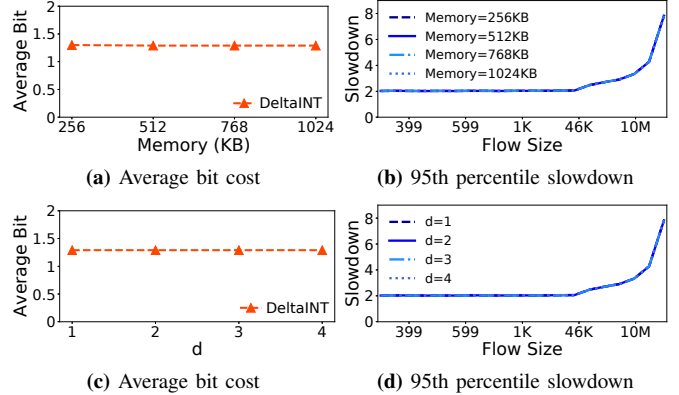 Average Bit
2
1.5
1
0.5
0
DeltaINT
256 512 768 1024
Memory (KB)
(a) Average bit cost
Slowdown
8
6
4
2
0
Memory=256KB
Memory=512KB
Memory=768KB
Memory=1024KB
399 599 1K 46K 10M
Flow Size
(b) 95th percentile slowdown
Average Bit
2
1.5
1
0.5
0
DeltaINT
1 2 3 4
d
(c) Average bit cost
Slowdown
8
6
4
2
0
d=1
d=2
d=3
d=4
399 599 1K 46K 10M
Flow Size
(d) 95th percentile slowdown